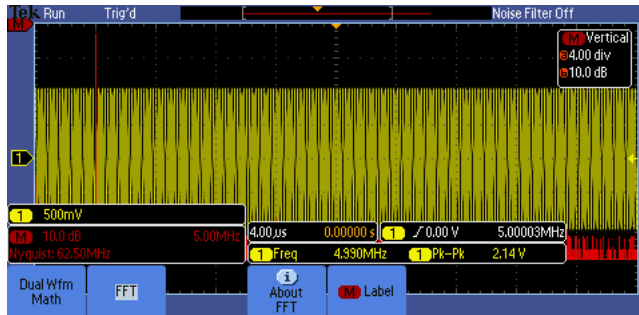 Tek Run Trig'd Noise Filter Off
M
M Vertical
a 4.00 div
b 10.0 dB
1
1 500mV
M 10.0 dB 5.00MHz
Nyquist: 62.50MHz
4.00µs 0.00000 s 1 0.00 V 5.00003MHz
1 Freq 4.990MHz 1 Pk–Pk 2.14 V
Dual Wfm
Math
FFT
i
About
FFT
M Label